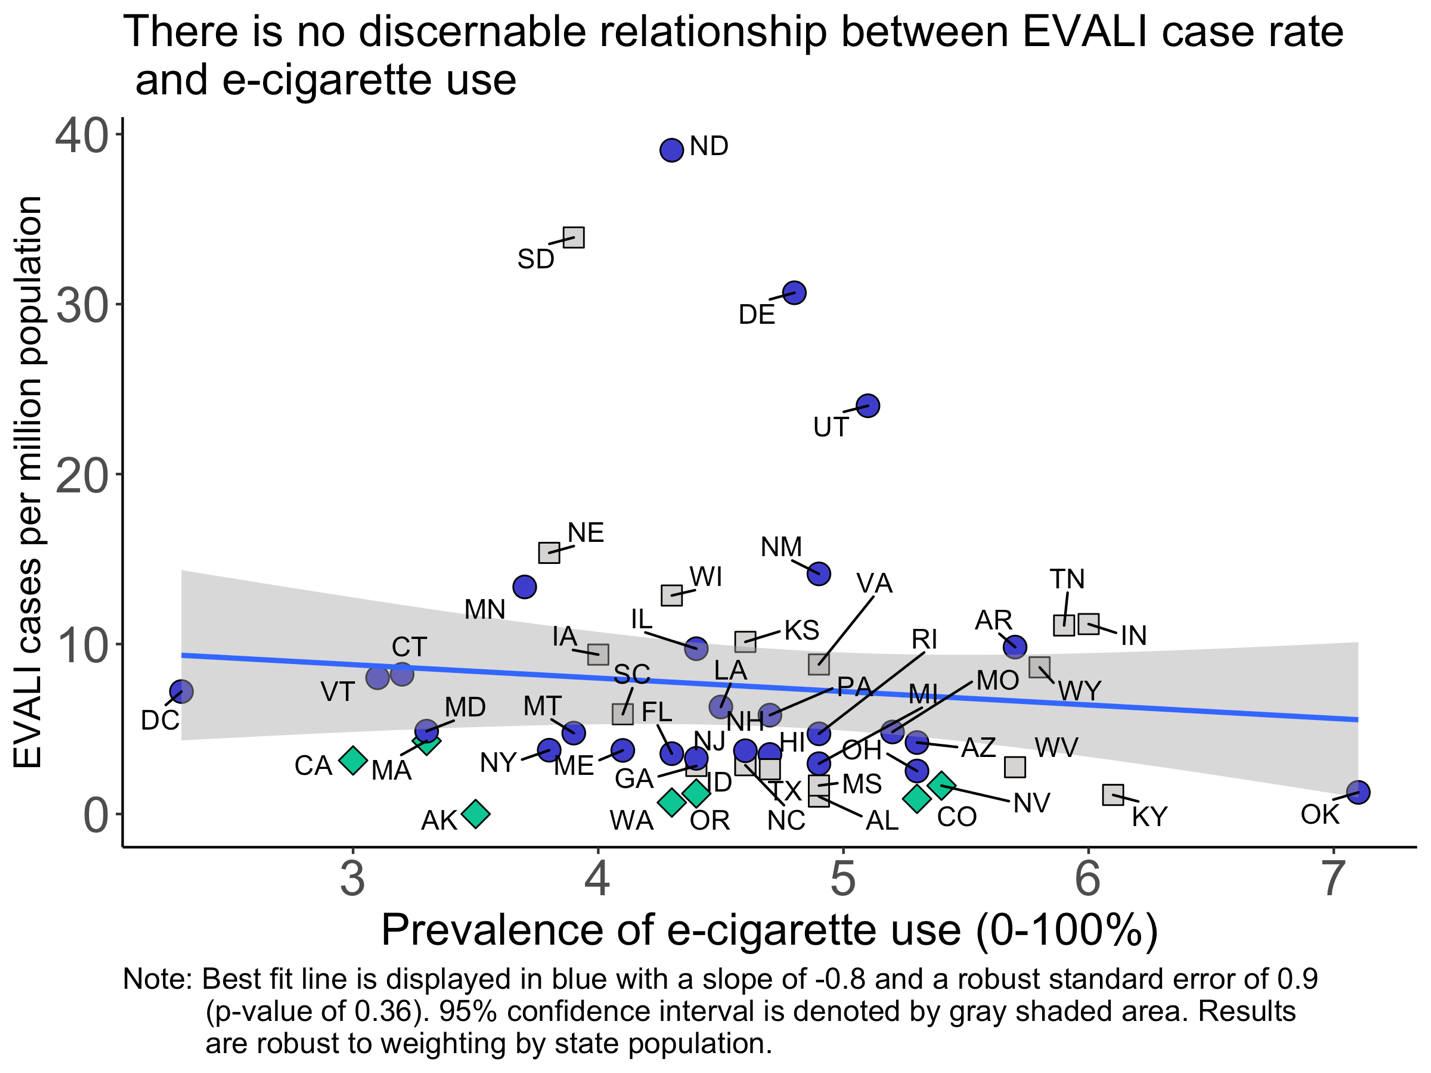 There is no discernable relationship between EVALI case rate
and e-cigarette use
EVALI cases per million population
40
30
20
10
0
ND
SD
DE
UT
NE
NM
WI
VA
TN
MN
IL
KS
AR
IN
IA
RI
CT
SC
LA
MO
VT
PA
MI
WY
DC
MD
MT
FL
NH
NJ
HI
OH
AZ
WV
CA
MA
NY
ME
GA
ID
TX
MS
NV
AK
WA
OR
NC
AL
CO
KY
OK
3
4
5
6
7
Prevalence of e-cigarette use (0-100%)
Note: Best fit line is displayed in blue with a slope of -0.8 and a robust standard error of 0.9
(p-value of 0.36). 95% confidence interval is denoted by gray shaded area. Results
are robust to weighting by state population.